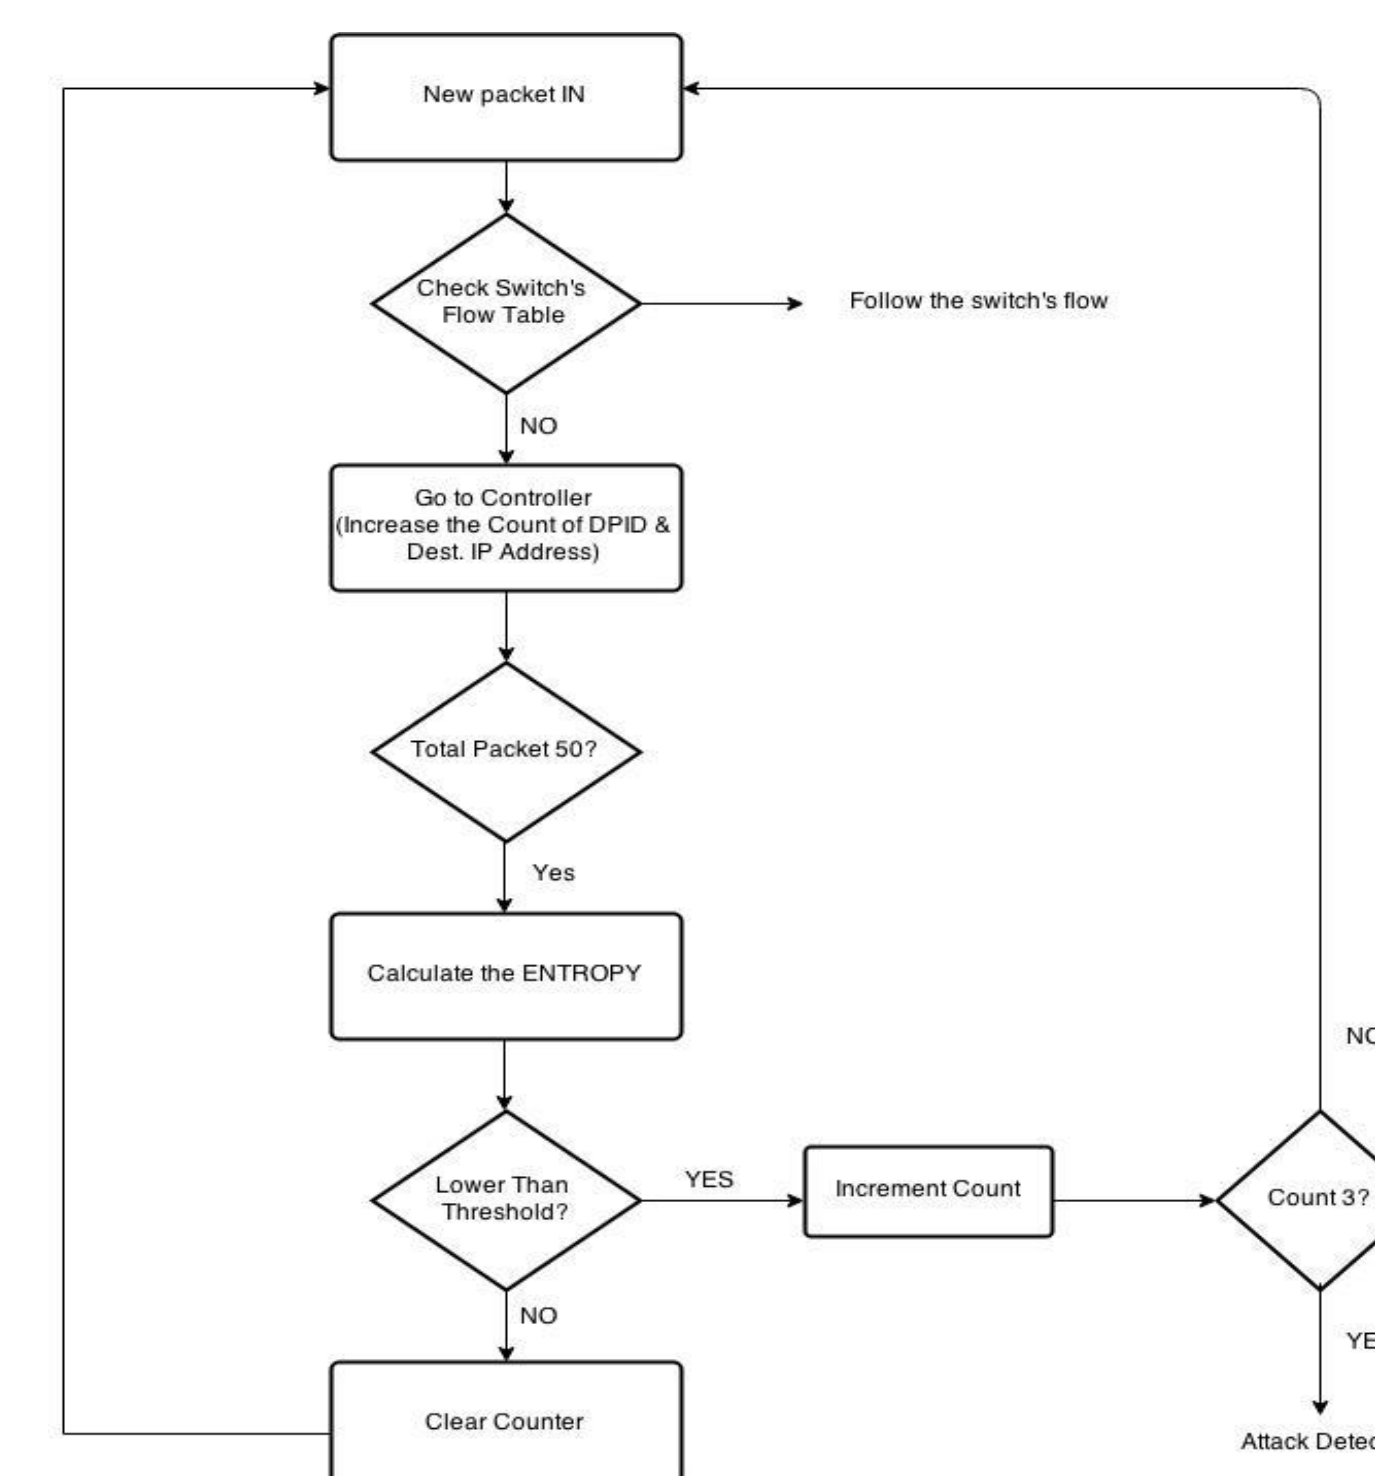 New packet IN
Check Switch's
Flow Table
Follow the switch's flow
NO
Go to Controller
(Increase the Count of DPID &
Dest. IP Address)
Total Packet 50?
Yes
Calculate the ENTROPY
Lower Than
Threshold?
YES
Increment Count
Count 3?
NO
Clear Counter
Attack